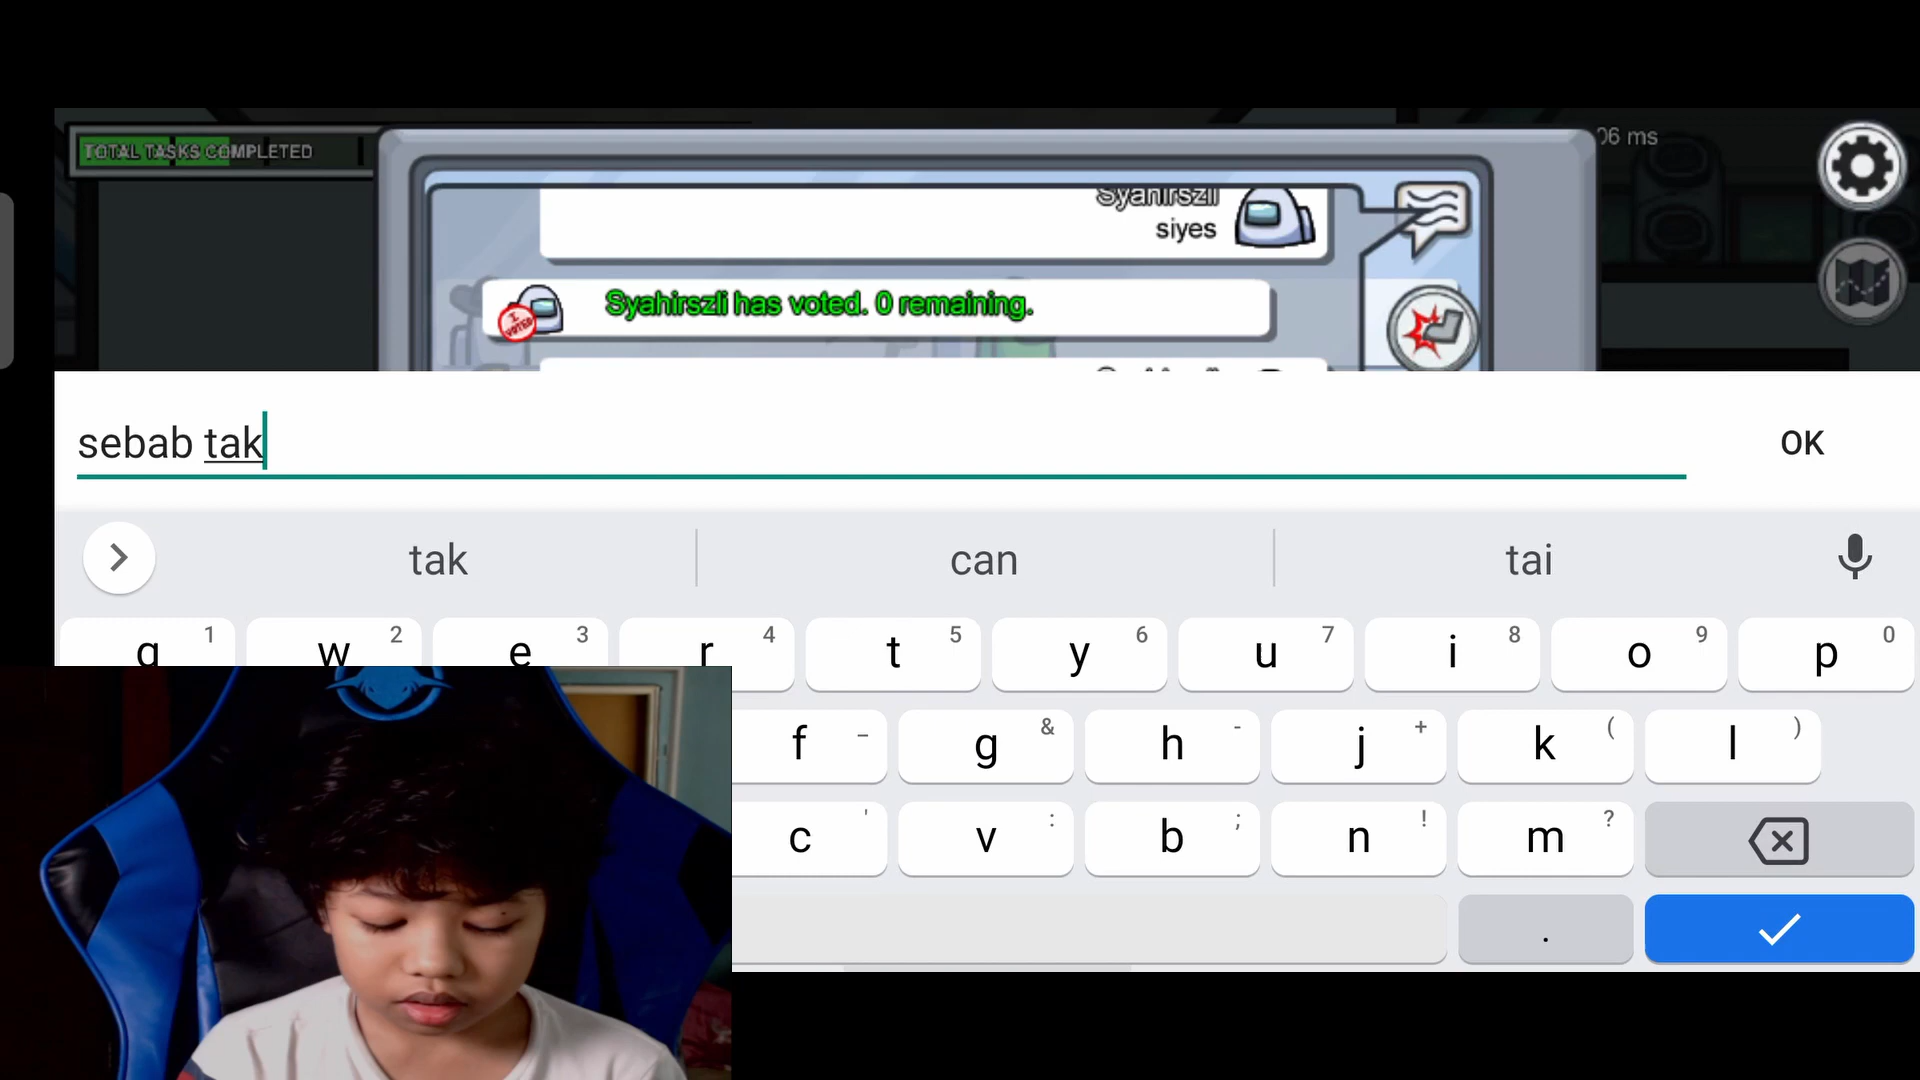 TOTAL TASKS COMPLETED
06 ms
Syahirszli
siyes
I VOTED
Syahirszli has voted. 0 remaining.
sebab tak
OK
tak can tai
q 1 w 2 e 3 r 4 t 5 y 6 u 7 i 8 o 9 p 0
f _ g & h - j + k ( l )
c ' v : b ; n ! m ?
.